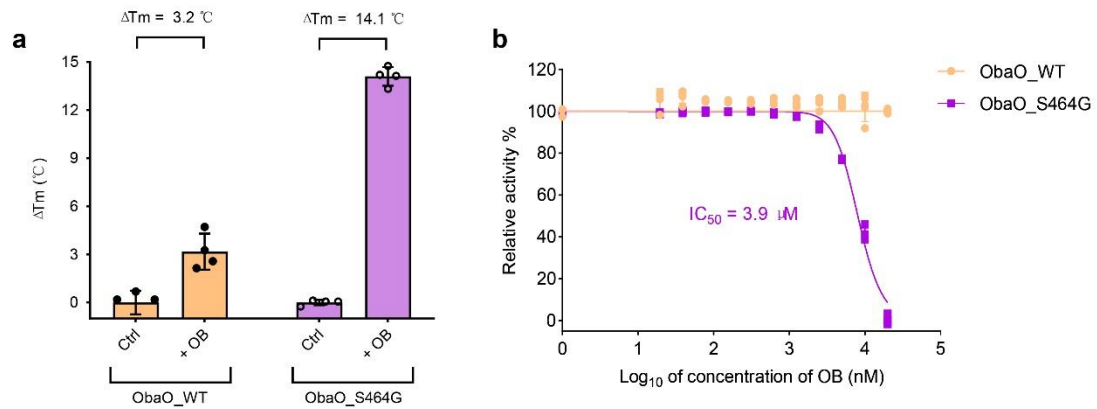 a
ΔTm = 3.2 ℃
ΔTm = 14.1 ℃
ΔTm (℃)
15
12
9
6
3
0
Ctrl
+ OB
Ctrl
+ OB
ObaO_WT
ObaO_S464G
b
Relative activity %
120
100
80
60
40
20
0
IC50 = 3.9 μM
0
1
2
3
4
5
Log10 of concentration of OB (nM)
ObaO_WT
ObaO_S464G